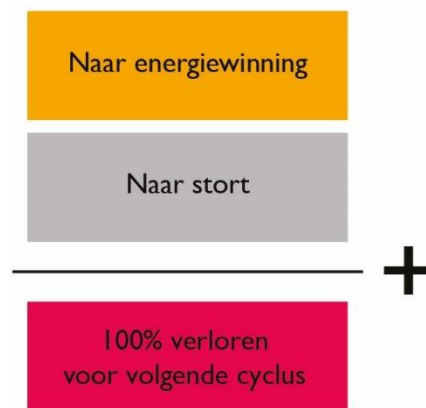 Naar energiewinning
Naar stort
+
100% verloren
voor volgende cyclus